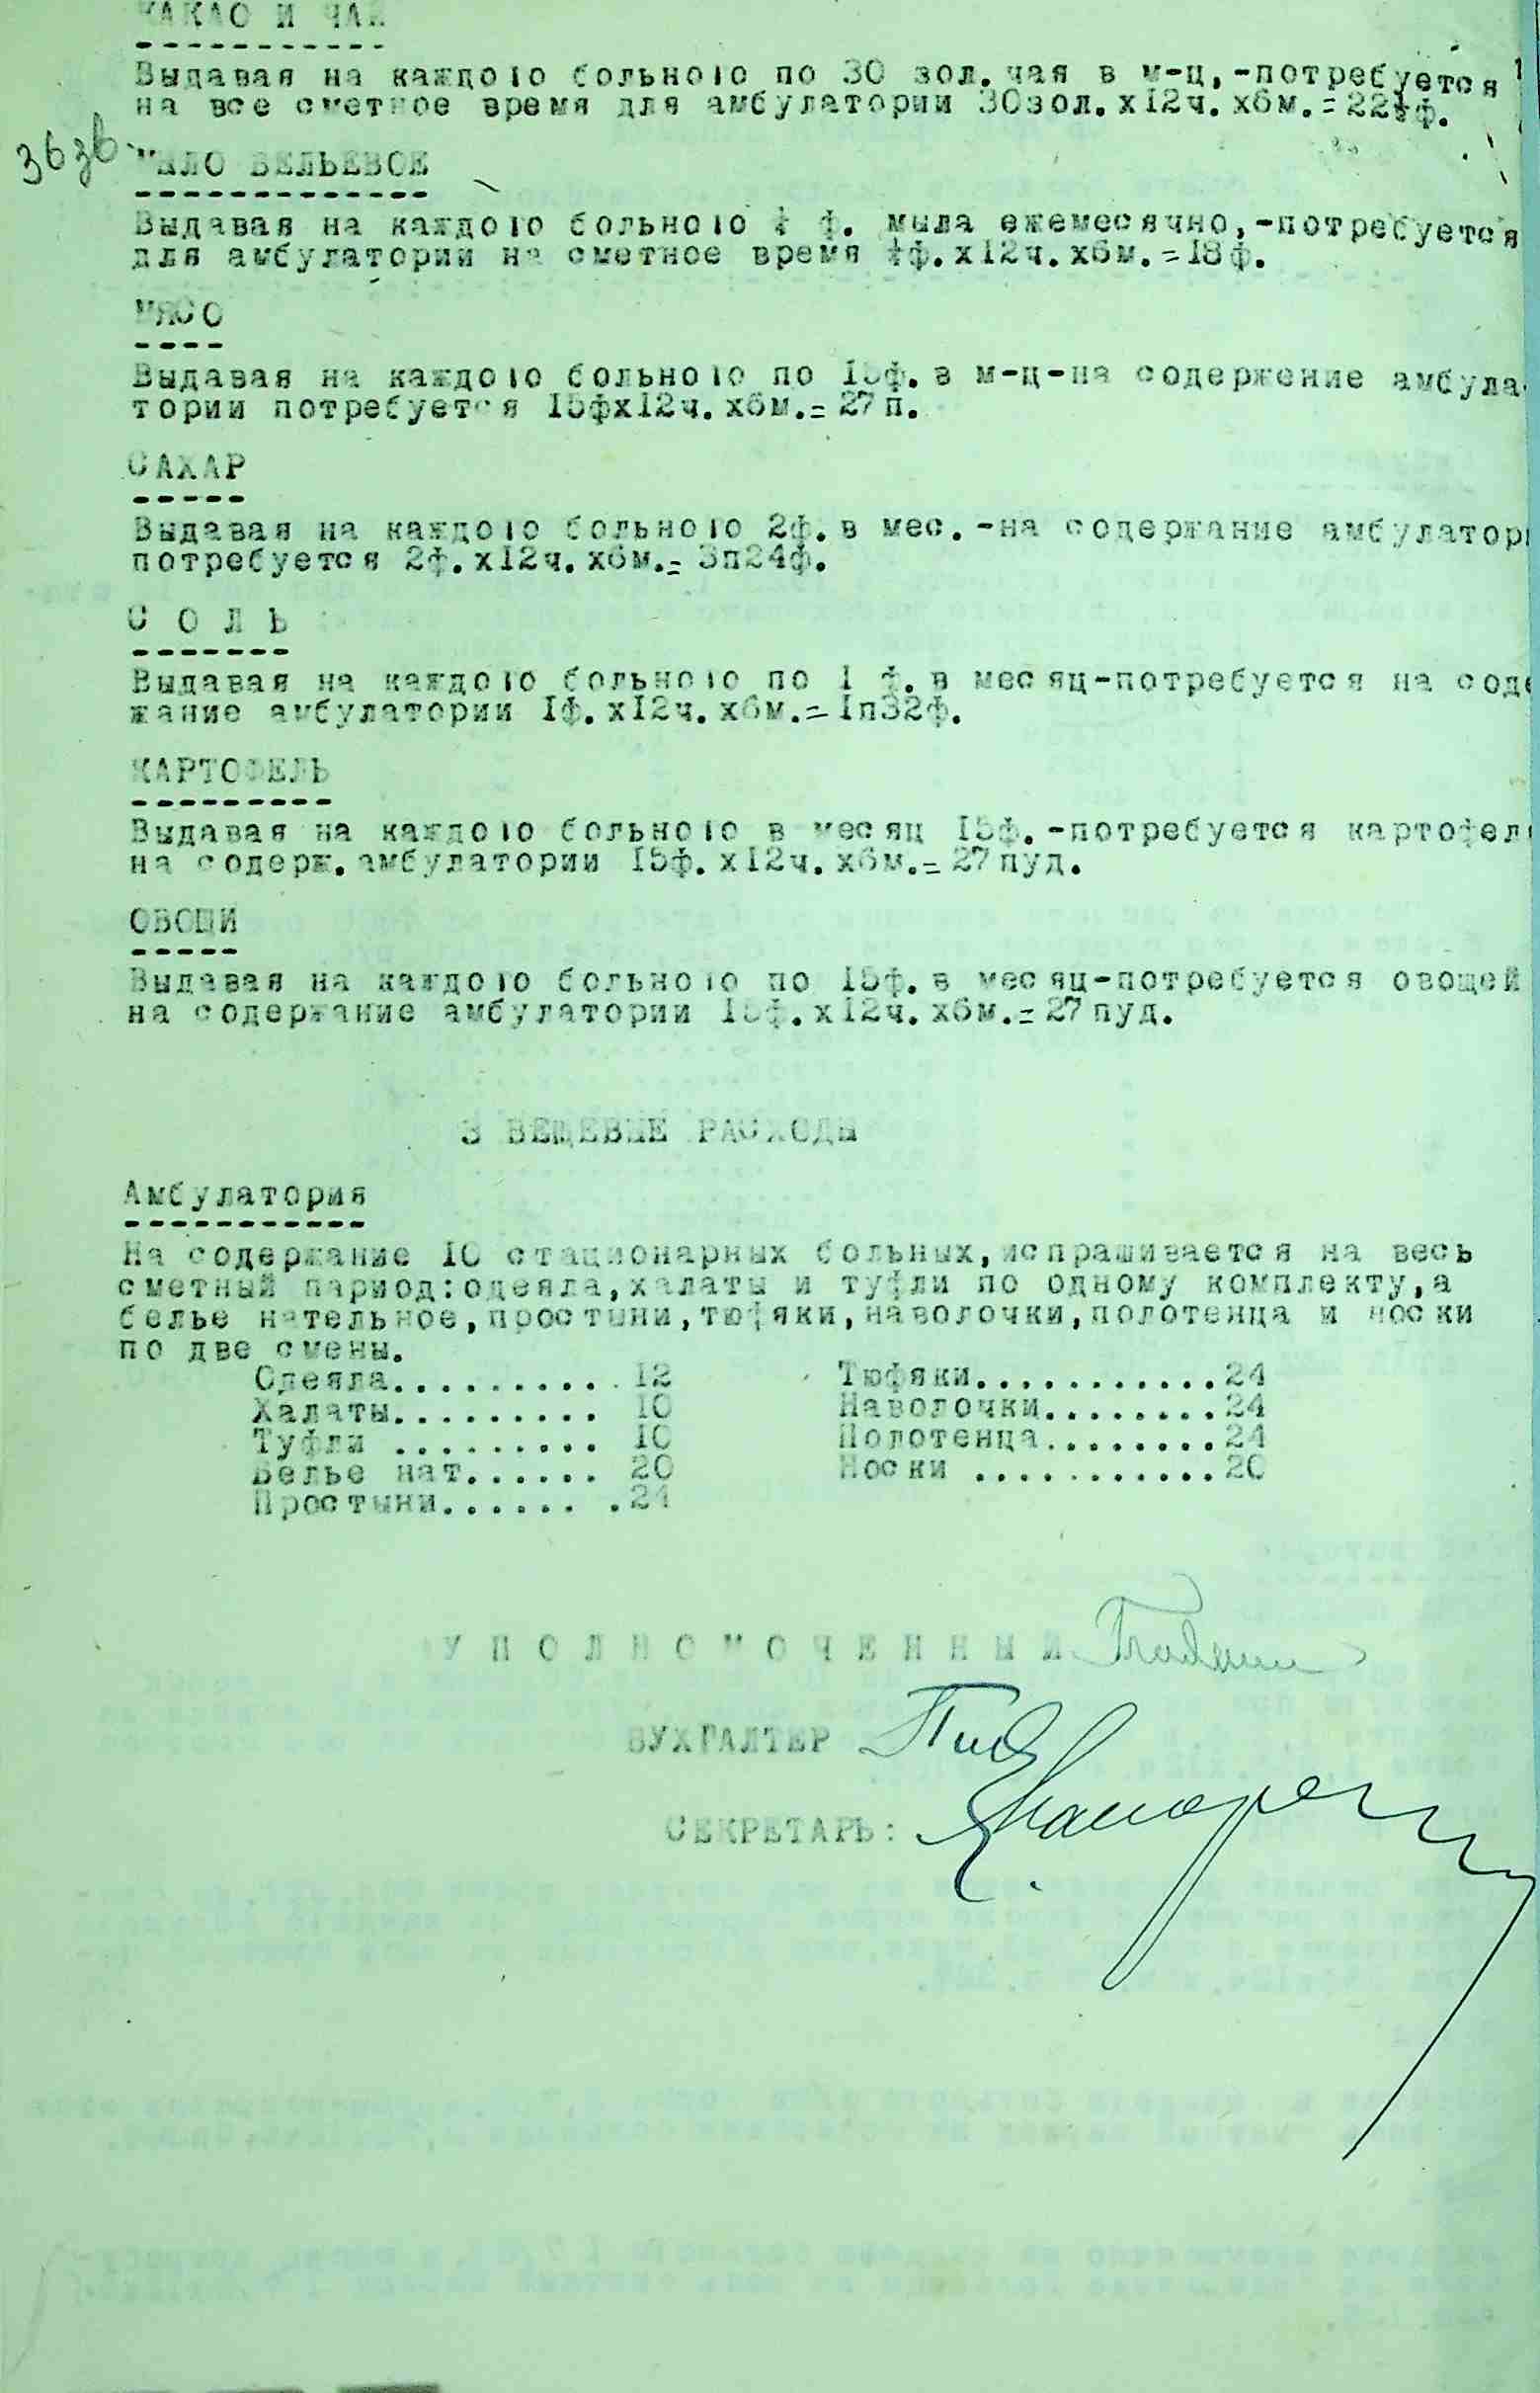 КАКАО И ЧАЙ
Выдавая на каждого больного по 30 зол.чая в м-ц,-потребуется
на все сметное время для амбулатории 30зол.х12ч.х6м.=22½ф.
36 зв
МЫЛО БЕЛЬЕВОЕ
Выдавая на каждого больного ¼ ф. мыла ежемесячно,-потребуется
для амбулатории на сметное время ¼ф.х12ч.х6м.=18ф.
МЯСО
Выдавая на каждого больного по 15ф.в м-ц-на содержение амбула-
тории потребуется 15фх12ч.х6м.=27п.
САХАР
Выдавая на каждого больного 2ф.в мес.-на содержание амбулатор
потребуется 2ф.х12ч.х6м.=3п24ф.
С О Л Ь
Выдавая на каждого больного по 1 ф.в месяц-потребуется на соде
жание амбулатории 1ф.х12ч.х6м.=1п32ф.
КАРТОФЕЛЬ
Выдавая на каждого больного в месяц 15ф.-потребуется картофел
на содерж.амбулатории 15ф.х12ч.х6м.=27пуд.
ОВОЩИ
Выдавая на каждого больного по 15ф.в месяц-потребуется овощей
на содержание амбулатории 15ф.х12ч.х6м.=27пуд.
3 ВЕЩЕВЫЕ РАСХОДЫ
Амбулатория
На содержание 10 стационарных больных,испрашивается на весь
сметный париод:одеяла,халаты и туфли по одному комплекту,а
белье нательное,простыни,тюфяки,наволочки,полотенца и носки
по две смены.
Одеяла.......... 12 Тюфяки............24
Халаты......... 10 Наволочки........24
Туфли ......... 10 Полотенца........24
Белье нат...... 20 Носки ...........20
Простыни...... .24
УПОЛНОМОЧЕННЫЙ
БУХГАЛТЕР
СЕКРЕТАРЬ: